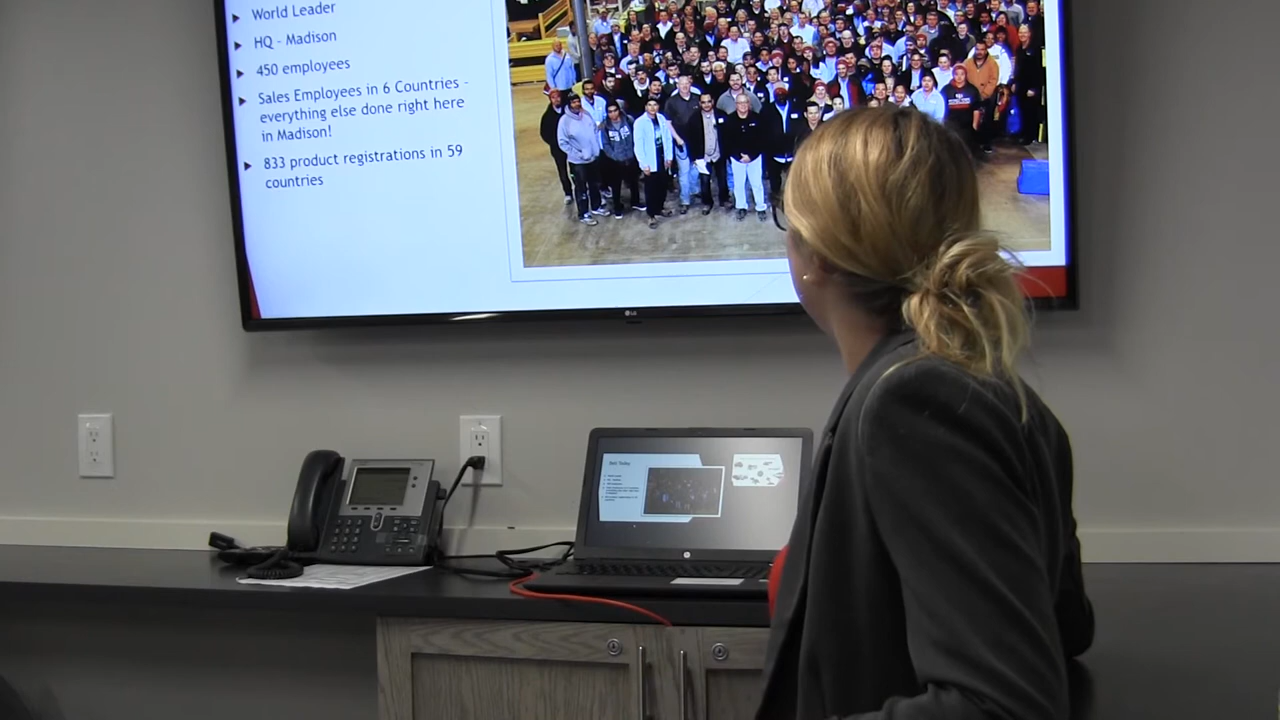 World Leader
HQ - Madison
450 employees
Sales Employees in 6 Countries -
everything else done right here
in Madison!
833 product registrations in 59
countries
LG